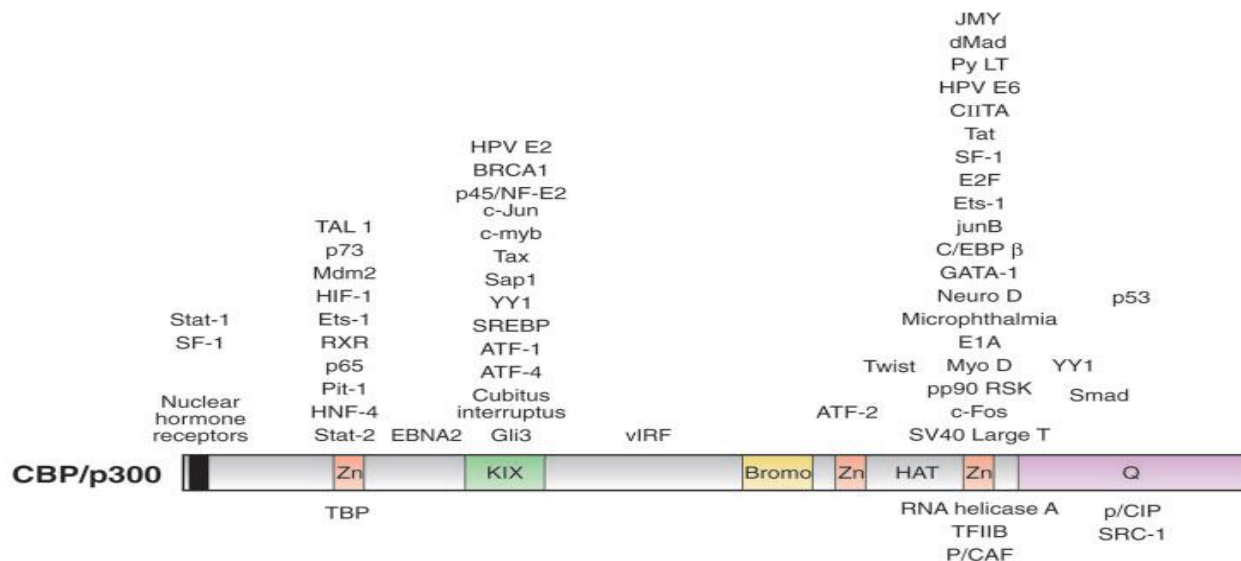 JMY
dMad
Py LT
HPV E6
CIITA
Tat
SF-1
E2F
Ets-1
junB
C/EBP β
GATA-1
Neuro D
Microphthalmia
E1A
Myo D
pp90 RSK
c-Fos
SV40 Large T
HPV E2
BRCA1
p45/NF-E2
c-Jun
c-myb
Tax
Sap1
YY1
SREBP
ATF-1
ATF-4
Cubitus
interruptus
Gli3
TAL 1
p73
Mdm2
HIF-1
Ets-1
RXR
p65
Pit-1
HNF-4
Stat-2
Stat-1
SF-1
Nuclear
hormone
receptors
EBNA2
vIRF
ATF-2
Twist
YY1
Smad
p53
CBP/p300
Zn
KIX
Bromo
Zn
HAT
Zn
Q
TBP
RNA helicase A
TFIIB
P/CAF
p/CIP
SRC-1